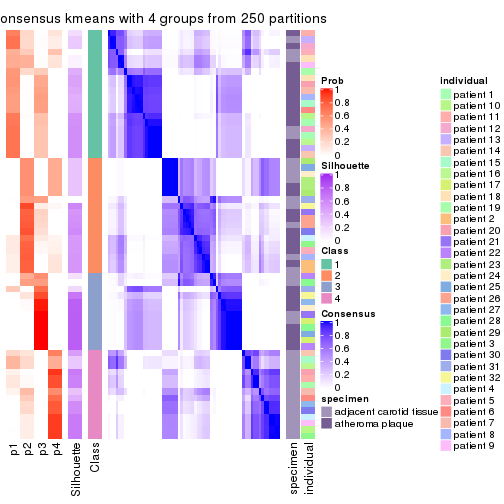 onsensus kmeans with 4 groups from 250 partitions
p1
p2
p3
p4
Silhouette
Class
specimen
individual
Prob
1
0.8
0.6
0.4
0.2
0
Silhouette
1
0.8
0.6
0.4
0.2
0
Class
1
2
3
4
Consensus
1
0.8
0.6
0.4
0.2
0
specimen
adjacent carotid tissue
atheroma plaque
individual
patient 1
patient 10
patient 11
patient 12
patient 13
patient 14
patient 15
patient 16
patient 17
patient 18
patient 19
patient 2
patient 20
patient 21
patient 22
patient 23
patient 24
patient 25
patient 26
patient 27
patient 28
patient 29
patient 3
patient 30
patient 31
patient 32
patient 4
patient 5
patient 6
patient 7
patient 8
patient 9